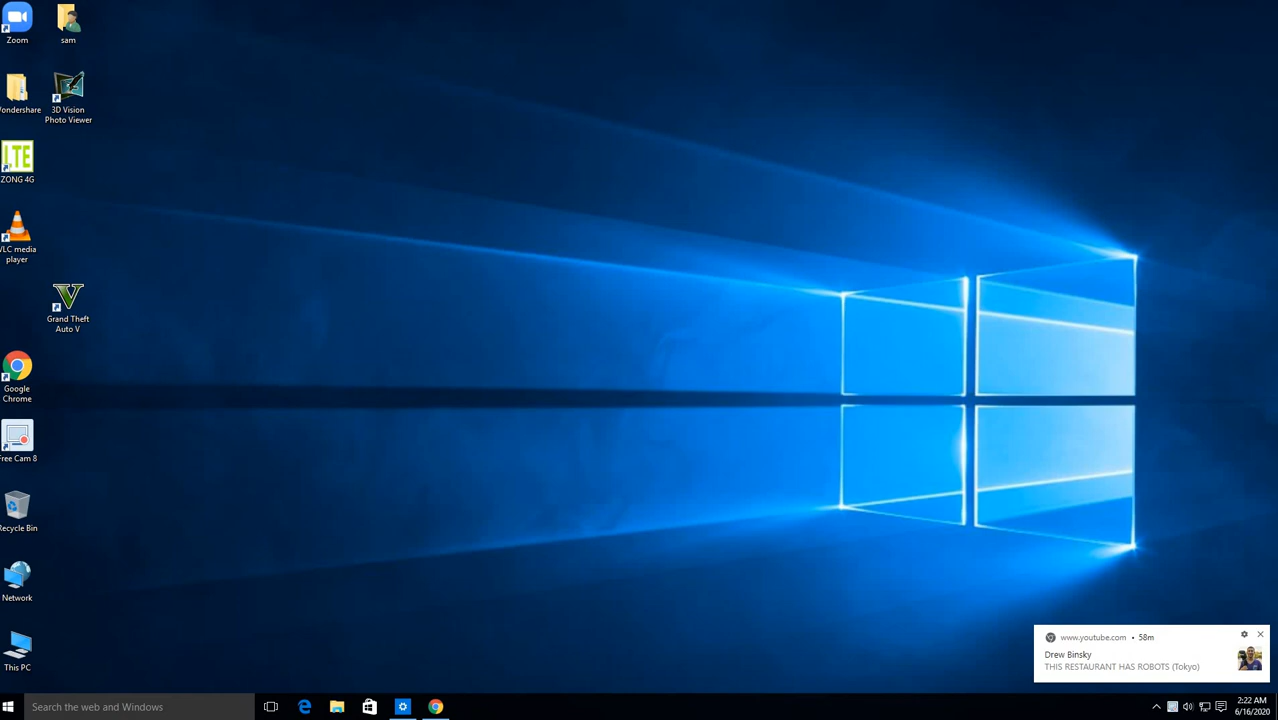 Zoom
sam
ondershare
3D Vision
Photo Viewer
LTE
ZONG 4G
VLC media
player
Grand Theft
Auto V
Google
Chrome
Free Cam 8
Recycle Bin
Network
This PC
www.youtube.com • 58m
Drew Binsky
THIS RESTAURANT HAS ROBOTS (Tokyo)
Search the web and Windows
2:22 AM
6/16/2020